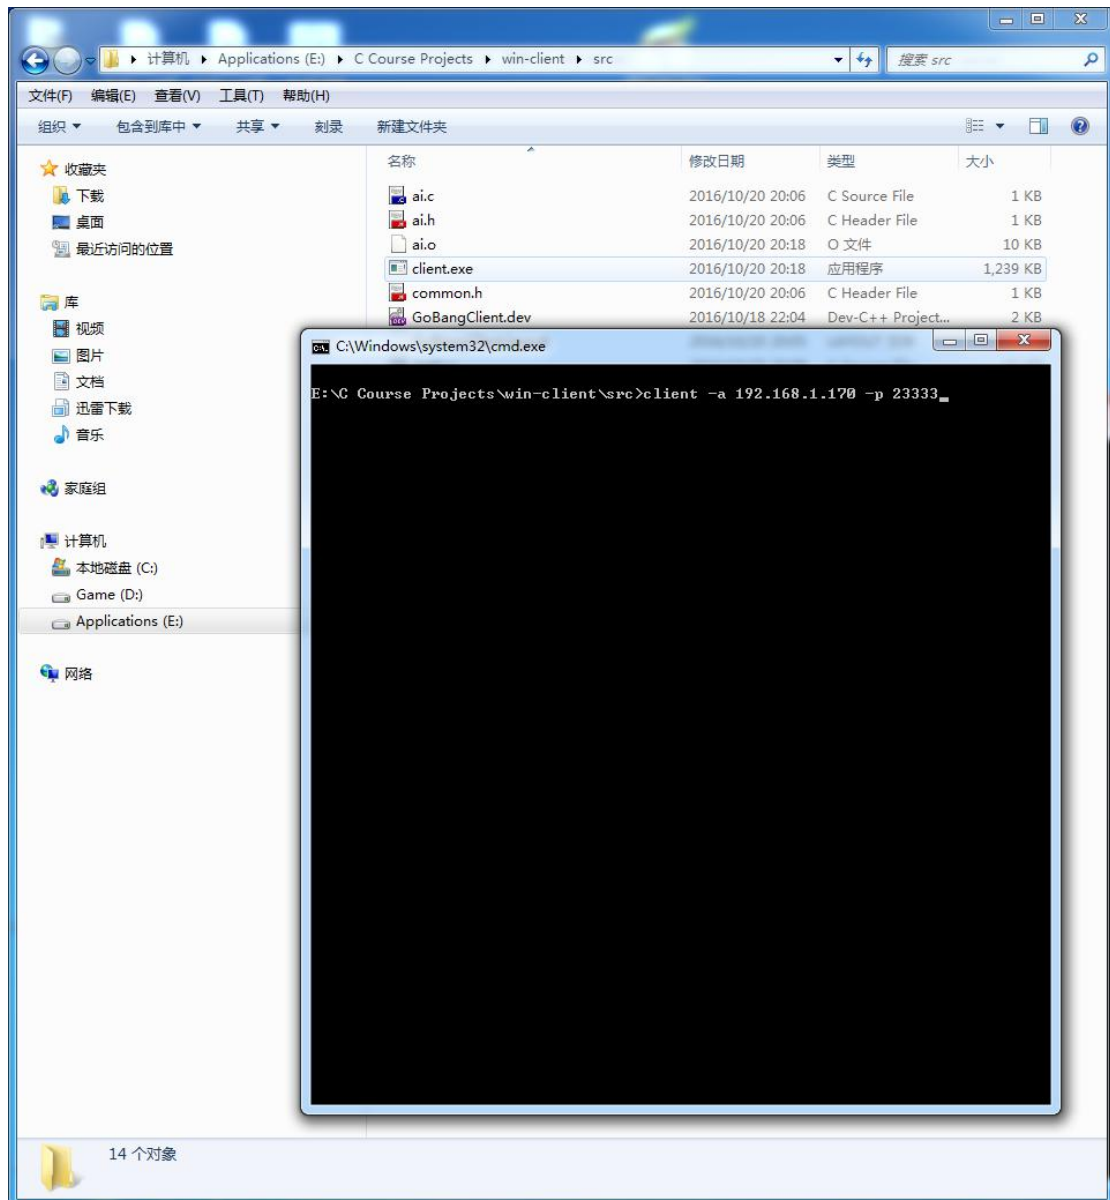 计算机 Applications (E:) C Course Projects win-client src 搜索 src
文件(F) 编辑(E) 查看(V) 工具(T) 帮助(H)
组织 包含到库中 共享 刻录 新建文件夹
名称 修改日期 类型 大小
收藏夹
下载
桌面
最近访问的位置
库
视频
图片
文档
迅雷下载
音乐
家庭组
计算机
本地磁盘 (C:)
Game (D:)
Applications (E:)
网络
ai.c 2016/10/20 20:06 C Source File 1 KB
ai.h 2016/10/20 20:06 C Header File 1 KB
ai.o 2016/10/20 20:18 O 文件 10 KB
client.exe 2016/10/20 20:18 应用程序 1,239 KB
common.h 2016/10/20 20:06 C Header File 1 KB
GoBangClient.dev 2016/10/18 22:04 Dev-C++ Project... 2 KB
C:\Windows\system32\cmd.exe
E:\C Course Projects\win-client\src>client -a 192.168.1.170 -p 23333_
14 个对象